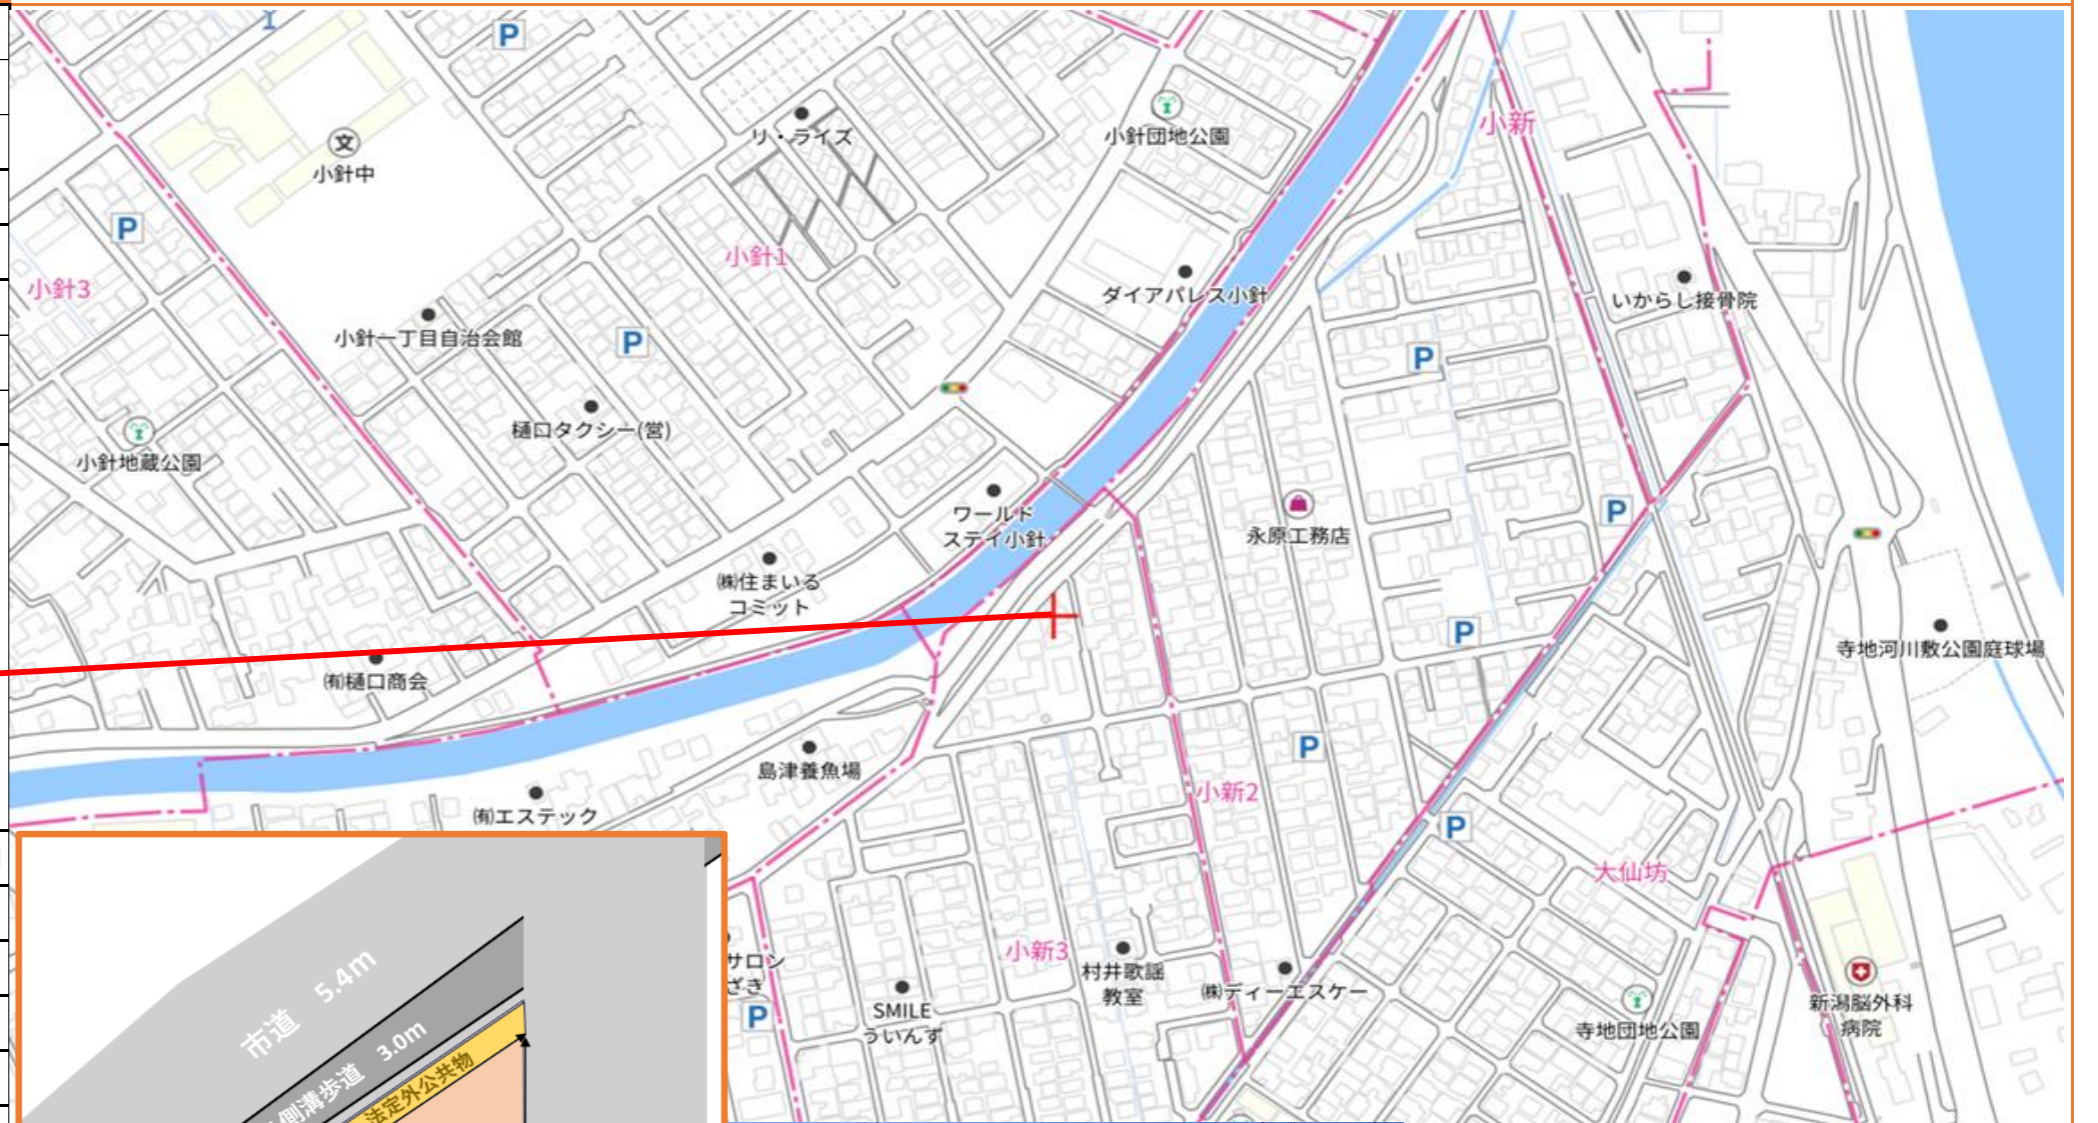 P
小針中
リ・ライズ
小針団地公園
小新
P
小針1
小針3
ダイアパレス小針
いからし接骨院
小針一丁目自治会館
P
P
樋口タクシー(営)
小針地蔵公園
ワールド
ステイ小針
永原工務店
P
㈱住まいる
コミット
P
寺地河川敷公園庭球場
㈲樋口商会
島津養魚場
P
小新2
㈲エステック
P
大仙坊
小新3
サロン
ざき
村井歌謡
教室
㈱ディーエスケー
P
SMILE
ういんず
寺地団地公園
新潟脳外科
病院
市道 5.4m
側溝歩道 3.0m
法定外公共物